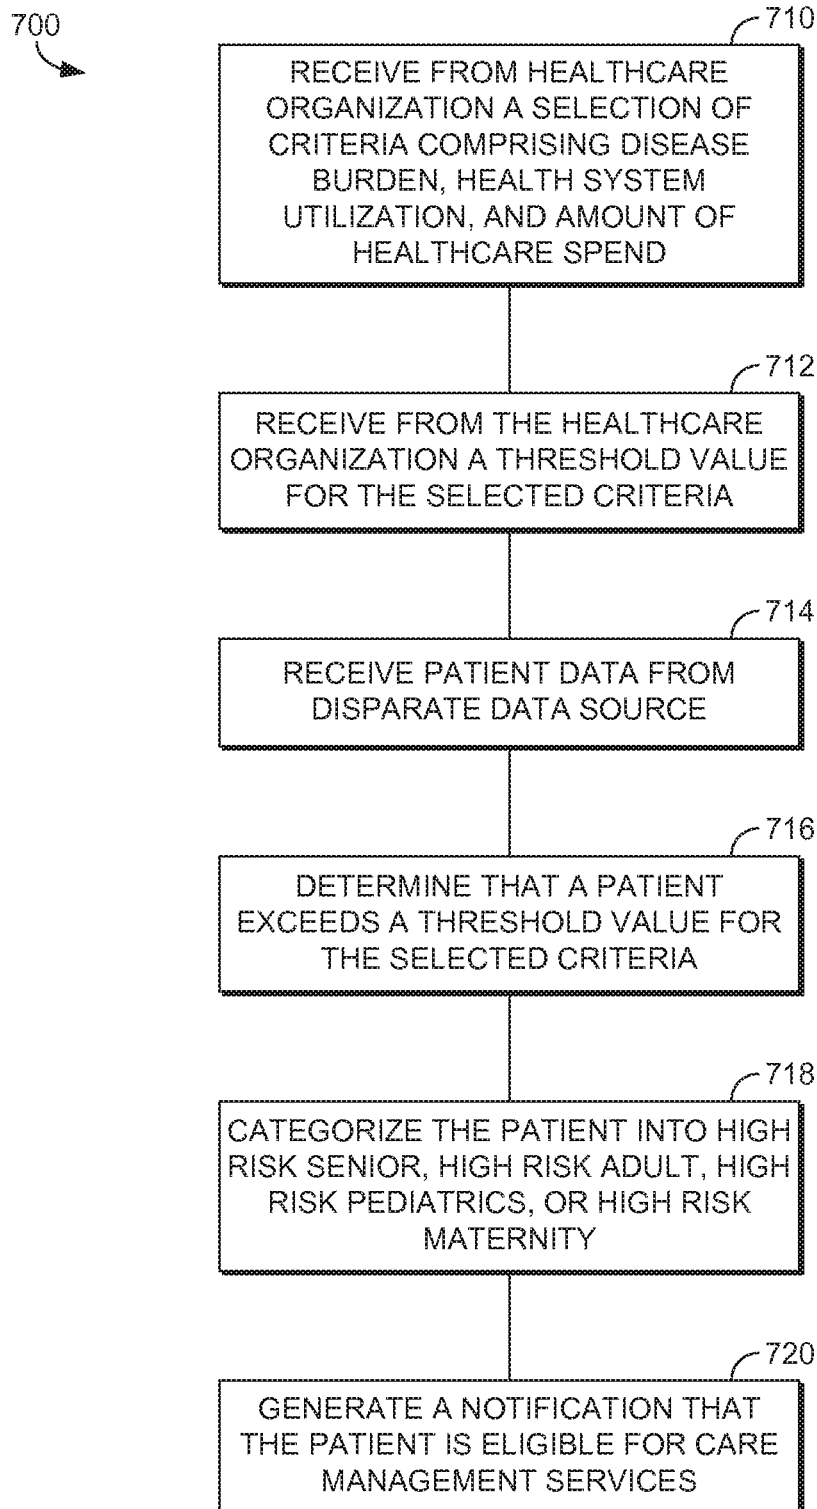 700
710
RECEIVE FROM HEALTHCARE
ORGANIZATION A SELECTION OF
CRITERIA COMPRISING DISEASE
BURDEN, HEALTH SYSTEM
UTILIZATION, AND AMOUNT OF
HEALTHCARE SPEND
712
RECEIVE FROM THE HEALTHCARE
ORGANIZATION A THRESHOLD VALUE
FOR THE SELECTED CRITERIA
714
RECEIVE PATIENT DATA FROM
DISPARATE DATA SOURCE
716
DETERMINE THAT A PATIENT
EXCEEDS A THRESHOLD VALUE FOR
THE SELECTED CRITERIA
718
CATEGORIZE THE PATIENT INTO HIGH
RISK SENIOR, HIGH RISK ADULT, HIGH
RISK PEDIATRICS, OR HIGH RISK
MATERNITY
720
GENERATE A NOTIFICATION THAT
THE PATIENT IS ELIGIBLE FOR CARE
MANAGEMENT SERVICES